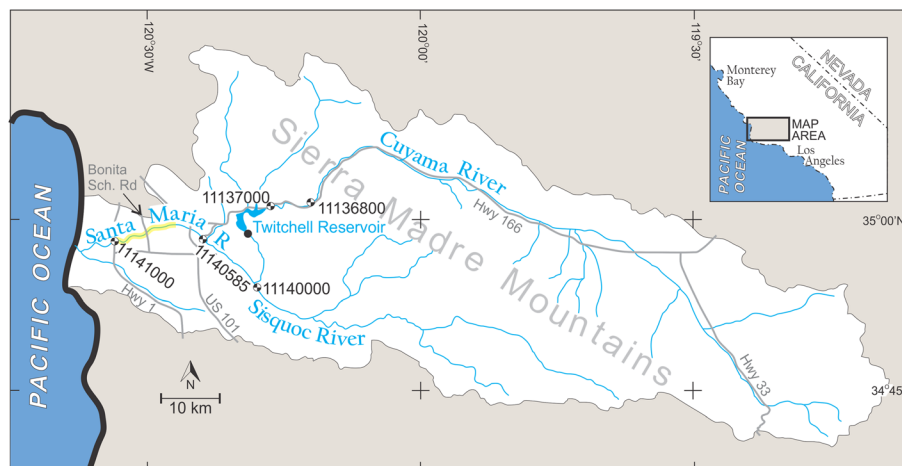 120°30'W
120°00'
119°30'
NEVADA
CALIFORNIA
Monterey
Bay
MAP
AREA
Los
Angeles
PACIFIC
OCEAN
Sierra Madre Mountains
Cuyama River
Bonita
Sch. Rd
11137000
11136800
Hwy 166
35°00'N
Santa Maria R
Twitchell Reservoir
11141000
11140585
11140000
Hwy 1
US 101
Sisquoc River
PACIFIC OCEAN
Hwy 33
34°45'
N
10 km